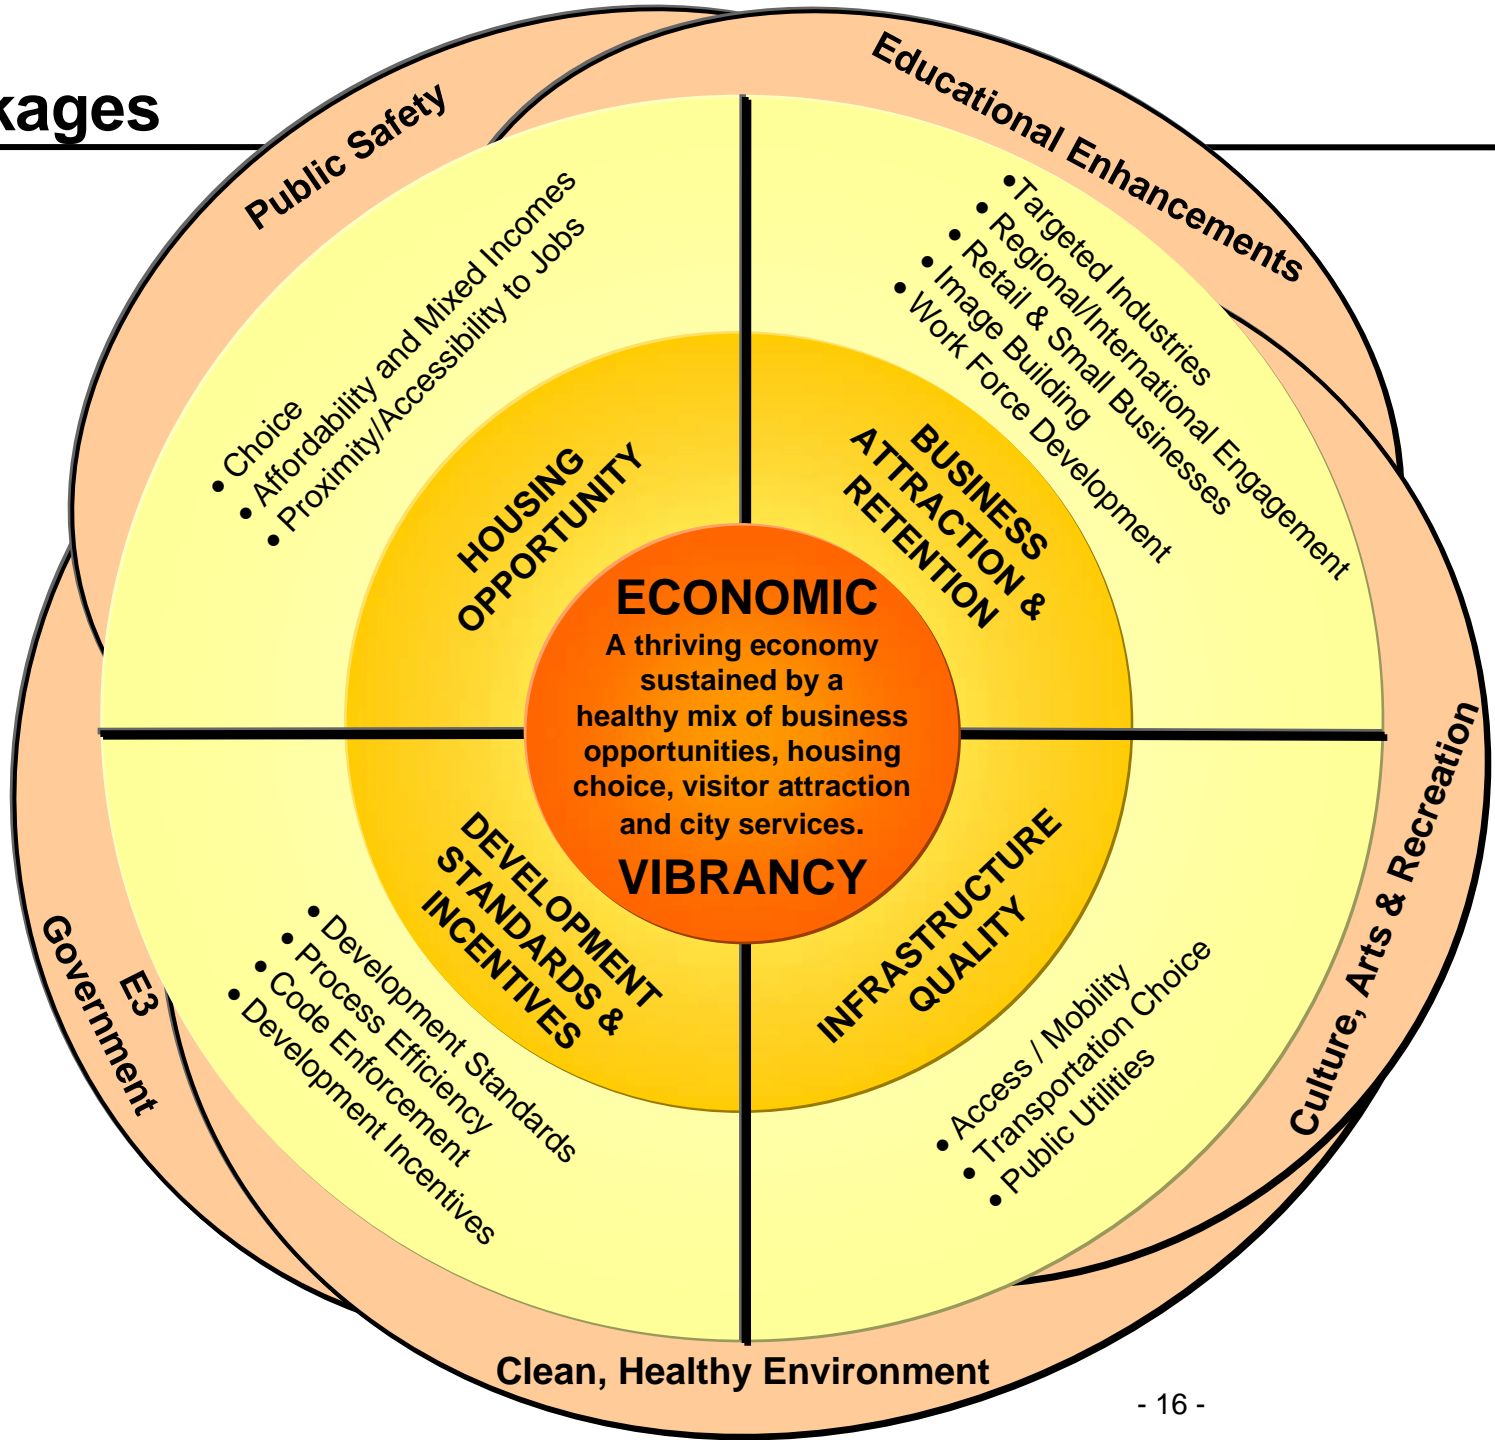 kages
Public Safety
Educational Enhancements
• Choice
• Affordability and Mixed Incomes
• Proximity/Accessibility to Jobs
•Targeted Industries
• Regional/International Engagement
• Retail & Small Businesses
• Image Building
• Work Force Development
HOUSING
OPPORTUNITY
BUSINESS
ATTRACTION &
RETENTION
ECONOMIC
A thriving economy
sustained by a
healthy mix of business
opportunities, housing
choice, visitor attraction
and city services.
VIBRANCY
DEVELOPMENT
STANDARDS &
INCENTIVES
INFRASTRUCTURE
QUALITY
• Development Standards
• Process Efficiency
• Code Enforcement
• Development Incentives
• Access / Mobility
• Transportation Choice
• Public Utilities
E3
Government
Culture, Arts & Recreation
Clean, Healthy Environment
- 16 -